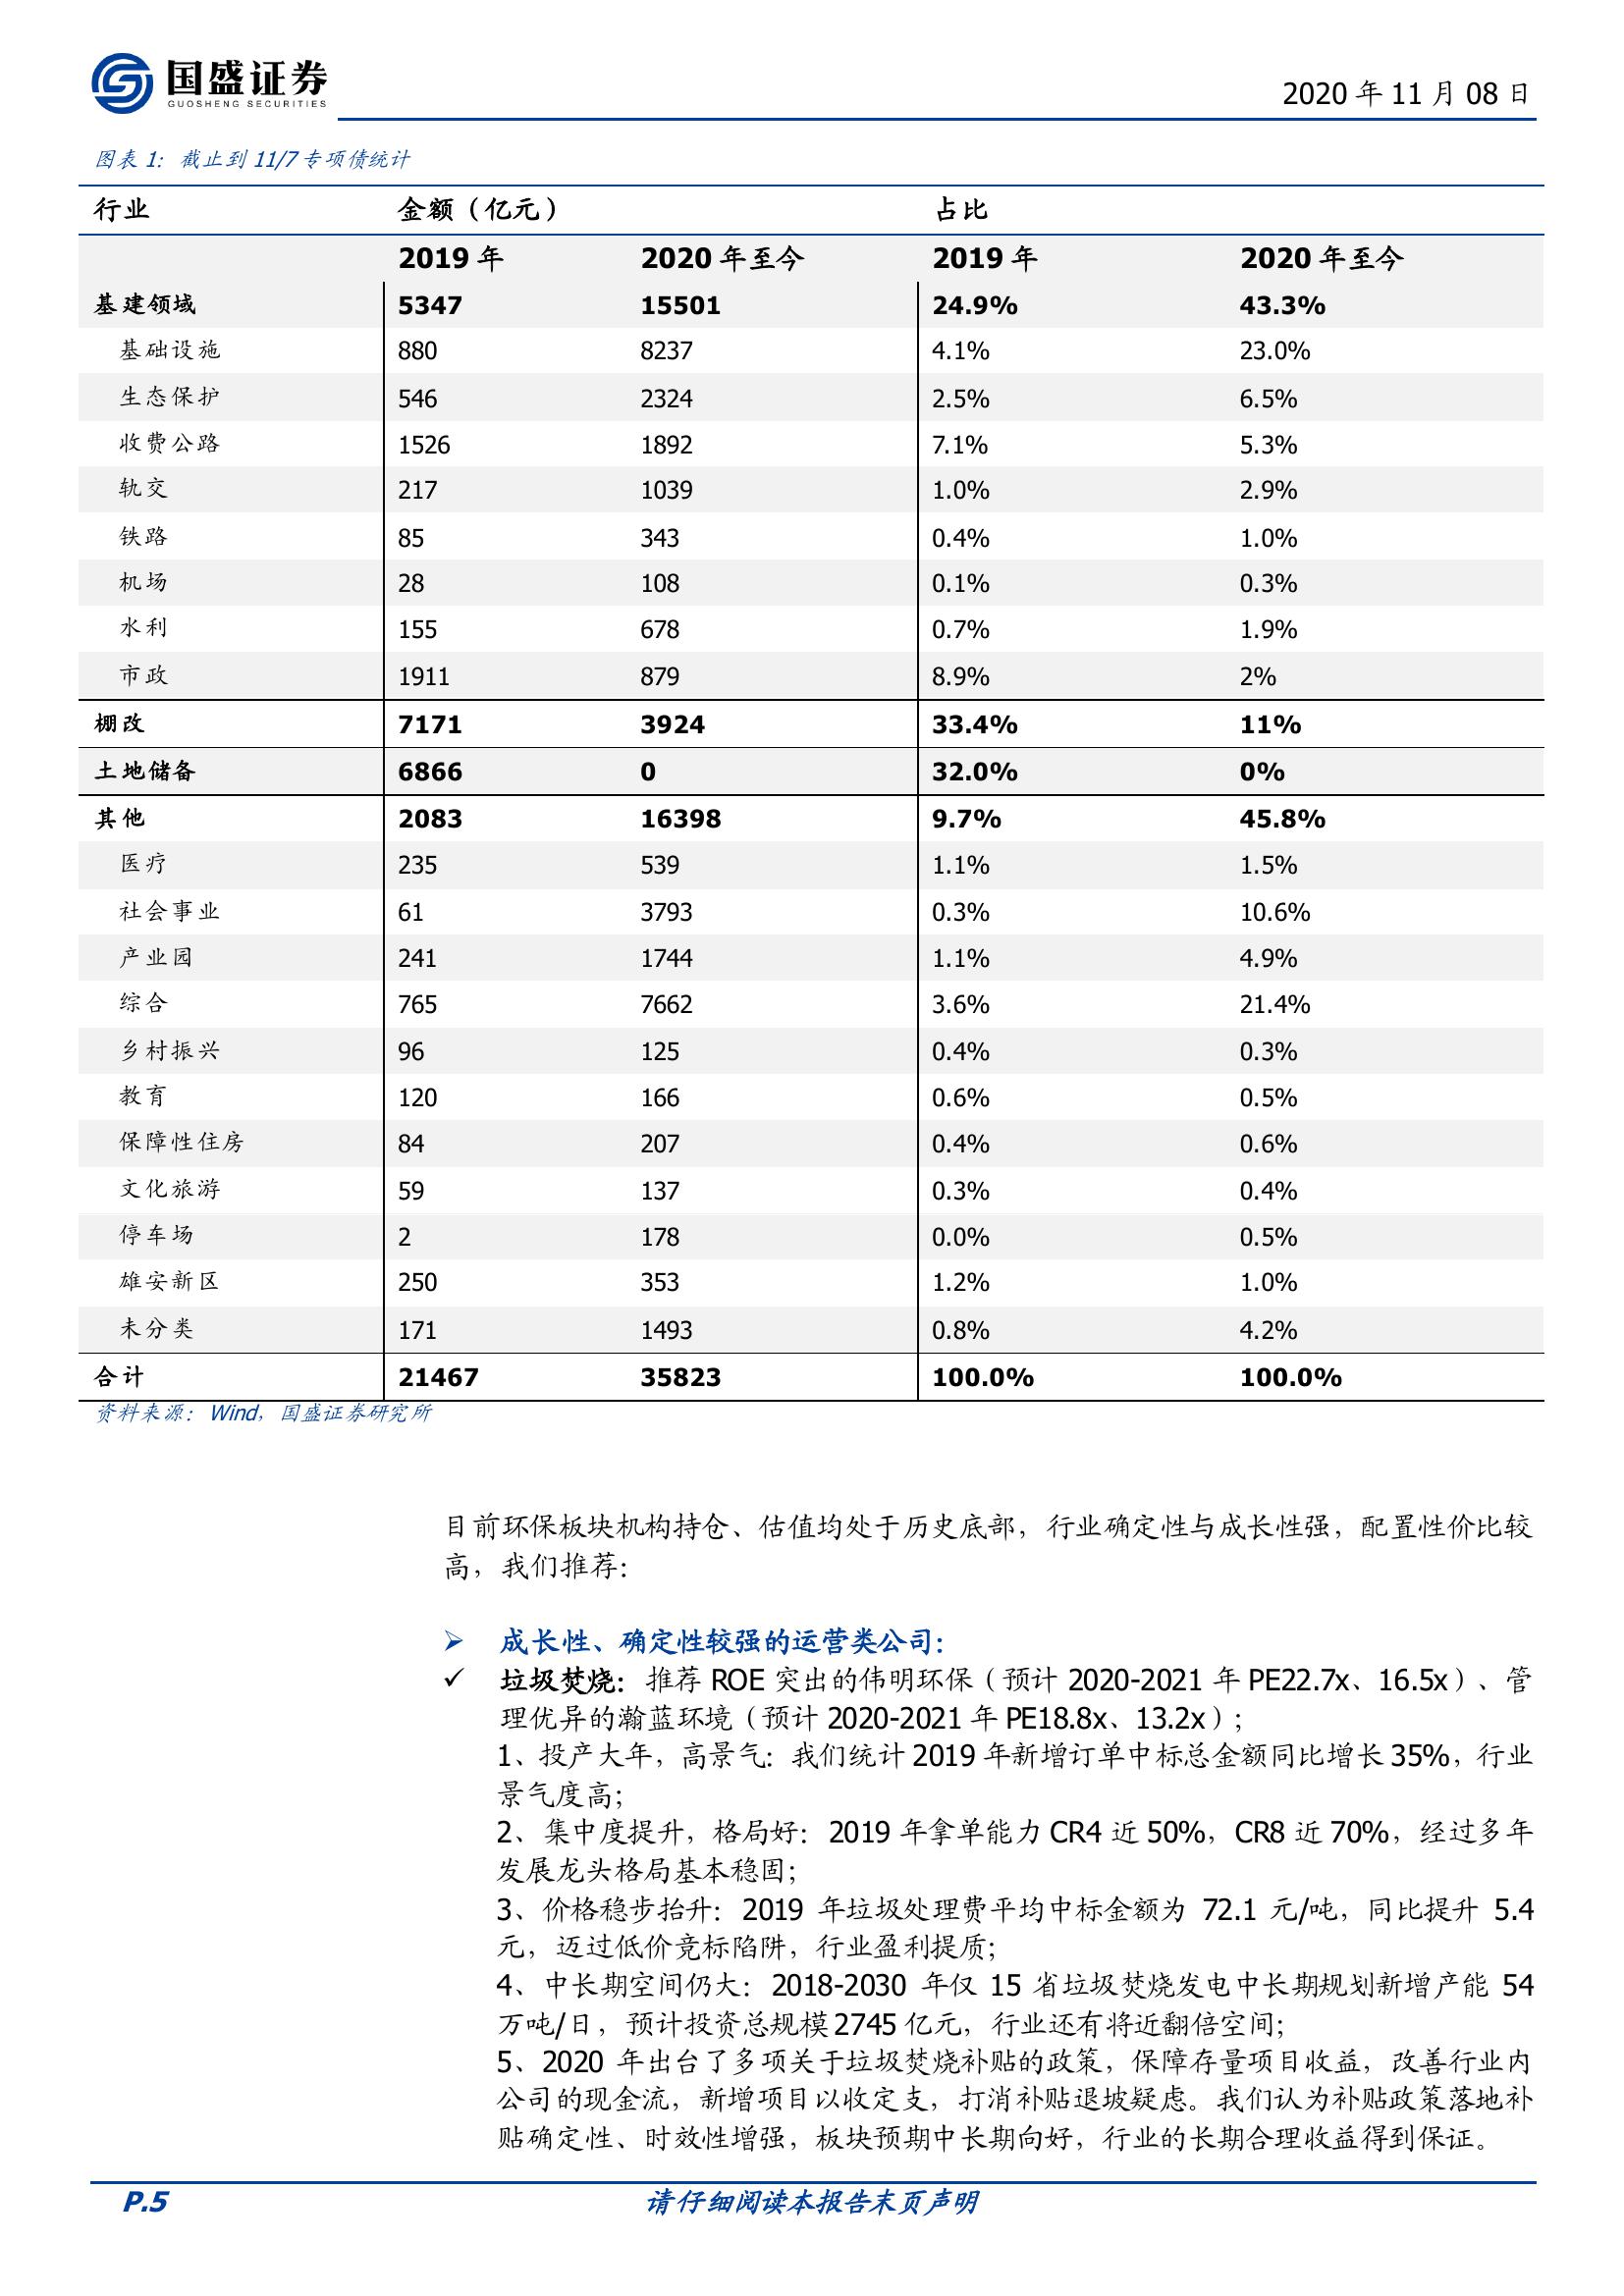 国盛证券
GUOSHENG SECURITIES
2020 年 11 月 08 日
图表 1：截止到 11/7 专项债统计
行业 金额（亿元） 占比
2019 年 2020 年至今 2019 年 2020 年至今
基建领域 5347 15501 24.9% 43.3%
基础设施 880 8237 4.1% 23.0%
生态保护 546 2324 2.5% 6.5%
收费公路 1526 1892 7.1% 5.3%
轨交 217 1039 1.0% 2.9%
铁路 85 343 0.4% 1.0%
机场 28 108 0.1% 0.3%
水利 155 678 0.7% 1.9%
市政 1911 879 8.9% 2%
棚改 7171 3924 33.4% 11%
土地储备 6866 0 32.0% 0%
其他 2083 16398 9.7% 45.8%
医疗 235 539 1.1% 1.5%
社会事业 61 3793 0.3% 10.6%
产业园 241 1744 1.1% 4.9%
综合 765 7662 3.6% 21.4%
乡村振兴 96 125 0.4% 0.3%
教育 120 166 0.6% 0.5%
保障性住房 84 207 0.4% 0.6%
文化旅游 59 137 0.3% 0.4%
停车场 2 178 0.0% 0.5%
雄安新区 250 353 1.2% 1.0%
未分类 171 1493 0.8% 4.2%
合计 21467 35823 100.0% 100.0%
资料来源：Wind，国盛证券研究所
目前环保板块机构持仓、估值均处于历史底部，行业确定性与成长性强，配置性价比较
高，我们推荐：
➢ 成长性、确定性较强的运营类公司：
✓ 垃圾焚烧：推荐 ROE 突出的伟明环保（预计 2020-2021 年 PE22.7x、16.5x）、管
理优异的瀚蓝环境（预计 2020-2021 年 PE18.8x、13.2x）；
1、投产大年，高景气：我们统计 2019 年新增订单中标总金额同比增长 35%，行业
景气度高；
2、集中度提升，格局好：2019 年拿单能力 CR4 近 50%，CR8 近 70%，经过多年
发展龙头格局基本稳固；
3、价格稳步抬升：2019 年垃圾处理费平均中标金额为 72.1 元/吨，同比提升 5.4
元，迈过低价竞标陷阱，行业盈利提质；
4、中长期空间仍大：2018-2030 年仅 15 省垃圾焚烧发电中长期规划新增产能 54
万吨/日，预计投资总规模 2745 亿元，行业还有将近翻倍空间；
5、2020 年出台了多项关于垃圾焚烧补贴的政策，保障存量项目收益，改善行业内
公司的现金流，新增项目以收定支，打消补贴退坡疑虑。我们认为补贴政策落地补
贴确定性、时效性增强，板块预期中长期向好，行业的长期合理收益得到保证。
P.5 请仔细阅读本报告末页声明